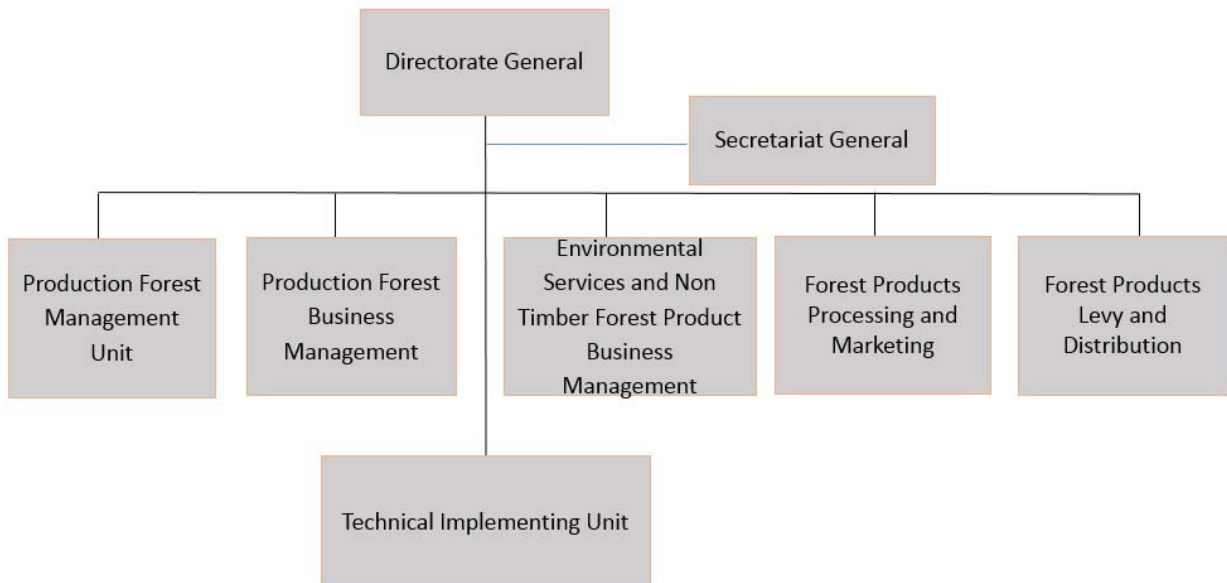 Directorate General
Secretariat General
Production Forest
Management
Unit
Production Forest
Business
Management
Environmental
Services and Non
Timber Forest Product
Business
Management
Forest Products
Processing and
Marketing
Forest Products
Levy and
Distribution
Technical Implementing Unit